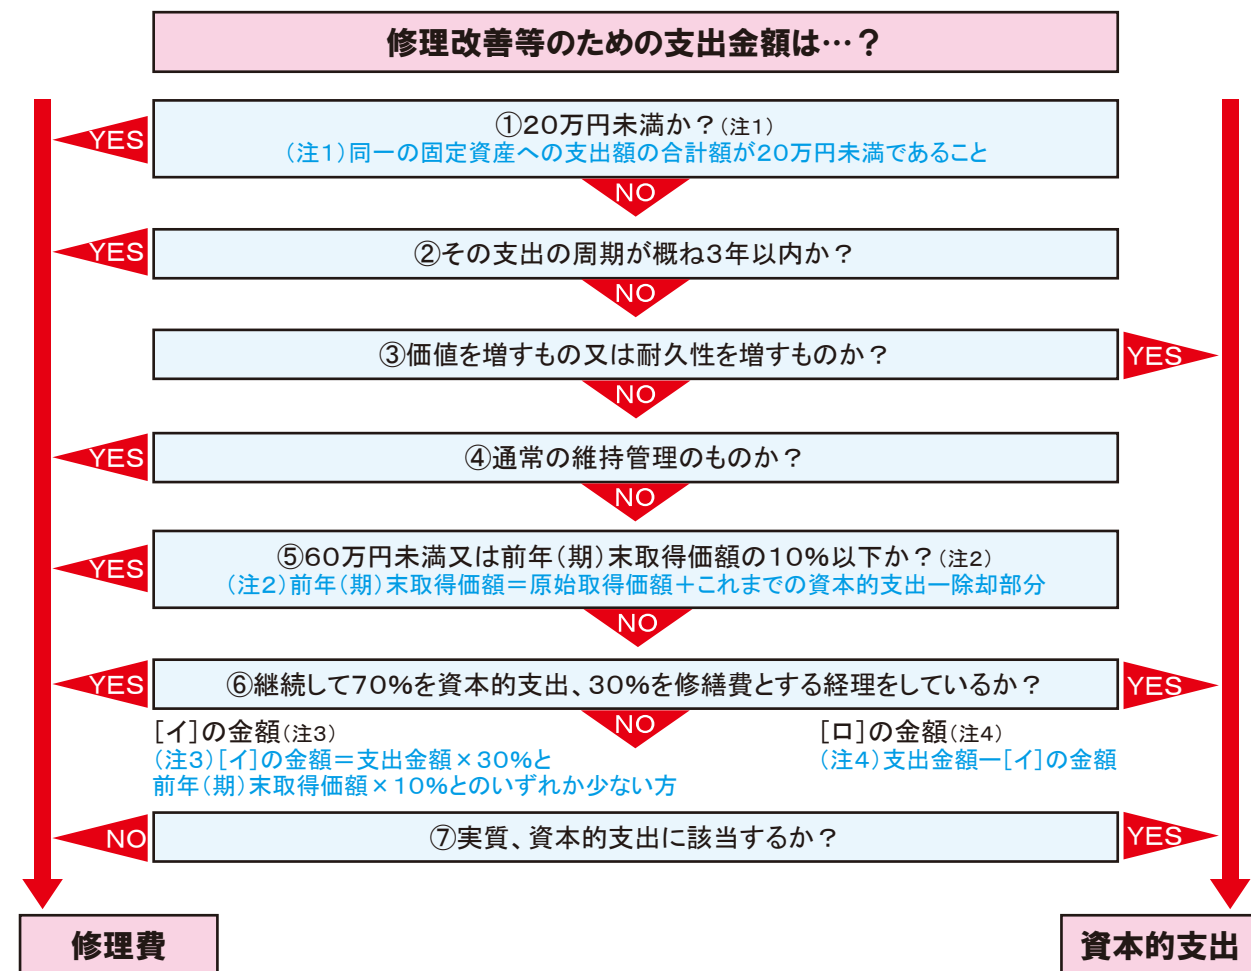 修理改善等のための支出金額は…？
①20万円未満か？(注1)
YES
(注1)同一の固定資産への支出額の合計額が20万円未満であること
NO
YES
②その支出の周期が概ね3年以内か？
NO
③価値を増すもの又は耐久性を増すものか？
YES
NO
YES
④通常の維持管理のものか？
NO
⑤60万円未満又は前年(期)末取得価額の10％以下か？(注2)
YES
(注2)前年(期)末取得価額＝原始取得価額＋これまでの資本的支出ー除却部分
NO
YES
⑥継続して70％を資本的支出、30％を修繕費とする経理をしているか？
YES
NO
[イ]の金額(注3)
(注3)[イ]の金額＝支出金額×30％と
前年(期)末取得価額×10％とのいずれか少ない方
[ロ]の金額(注4)
(注4)支出金額ー[イ]の金額
NO
⑦実質、資本的支出に該当するか？
YES
修理費
資本的支出